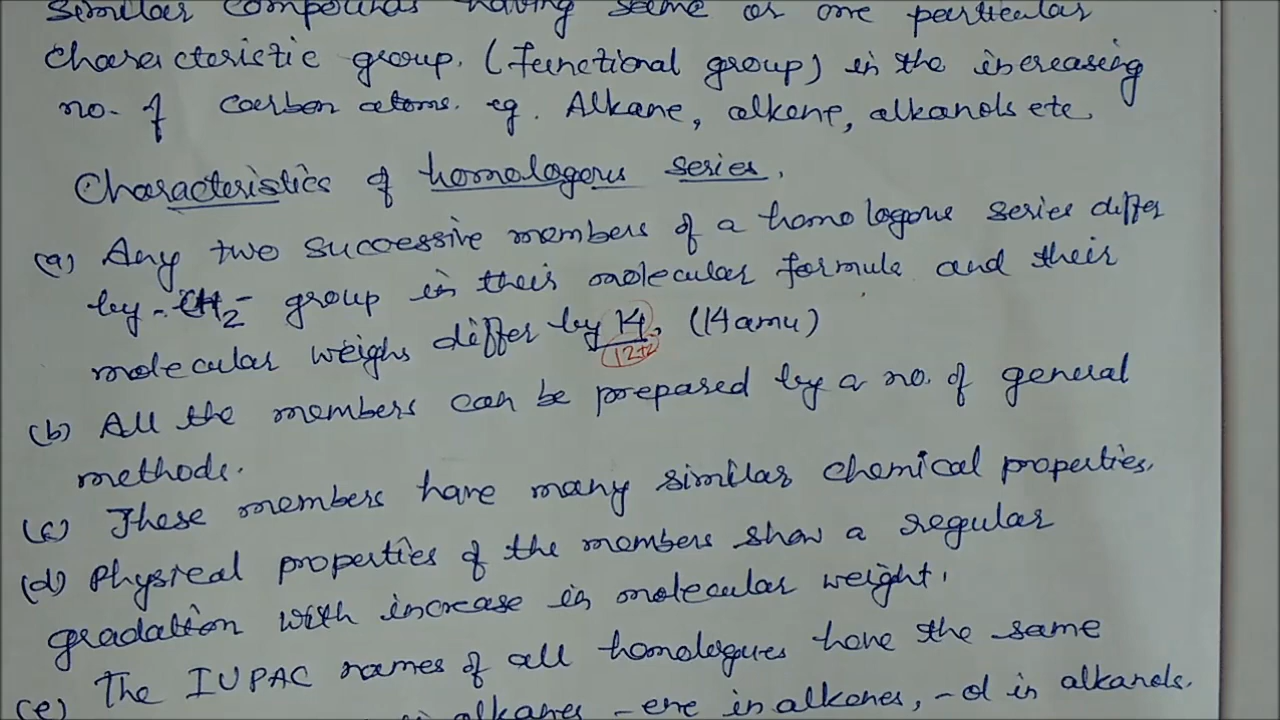 Similar compounds having same or one particular
characteristic group. (functional group) in the increasing
no. of carbon atoms. eg. Alkane, alkene, alkanols etc
Characteristics of homologous series.
(a) Any two successive members of a homologous series differ
by -CH2- group in their molecular formula and their
molecular weighs differ by 14. (14 amu)
(12+2)
(b) All the members can be prepared by a no. of general
methods.
(c) These members have many similar chemical properties.
(d) Physical properties of the members show a regular
gradation with increase in molecular weight.
(e) The IUPAC names of all homologues have the same
in alkanes -ene in alkenes, -ol in alkanols.